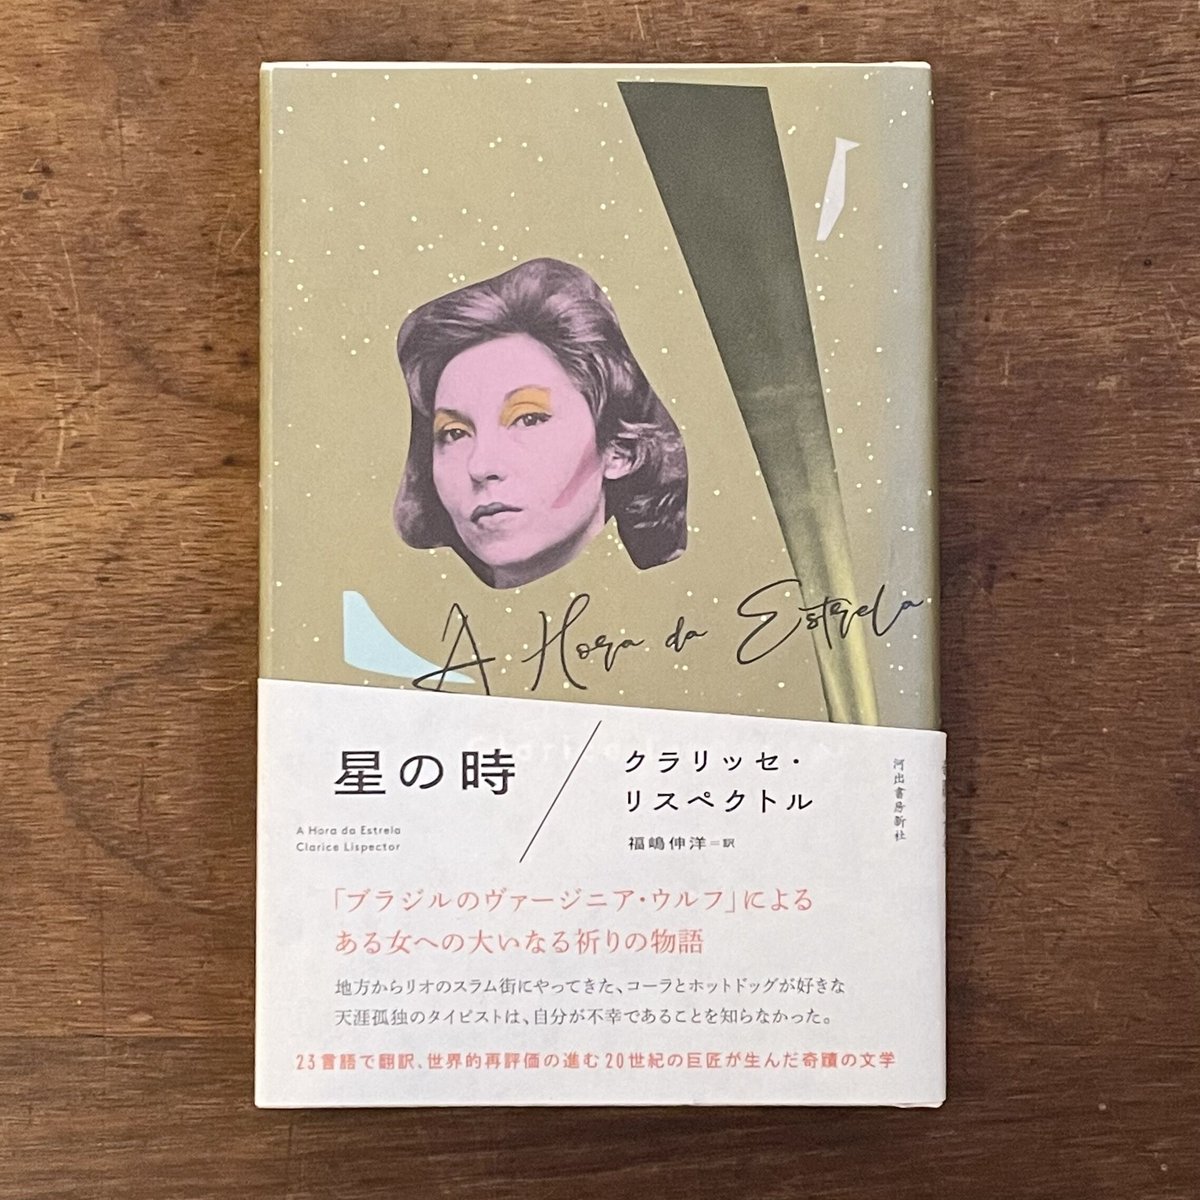 A Hora da Estrela
星の時
クラリッセ・
リスペクトル
福嶋伸洋=訳
河出書房新社
A Hora da Estrela
Clarice Lispector
「ブラジルのヴァージニア・ウルフ」による
ある女への大いなる祈りの物語
地方からリオのスラム街にやってきた、コーラとホットドッグが好きな
天涯孤独のタイピストは、自分が不幸であることを知らなかった。
23言語で翻訳、世界的再評価の進む20世紀の巨匠が生んだ奇蹟の文学